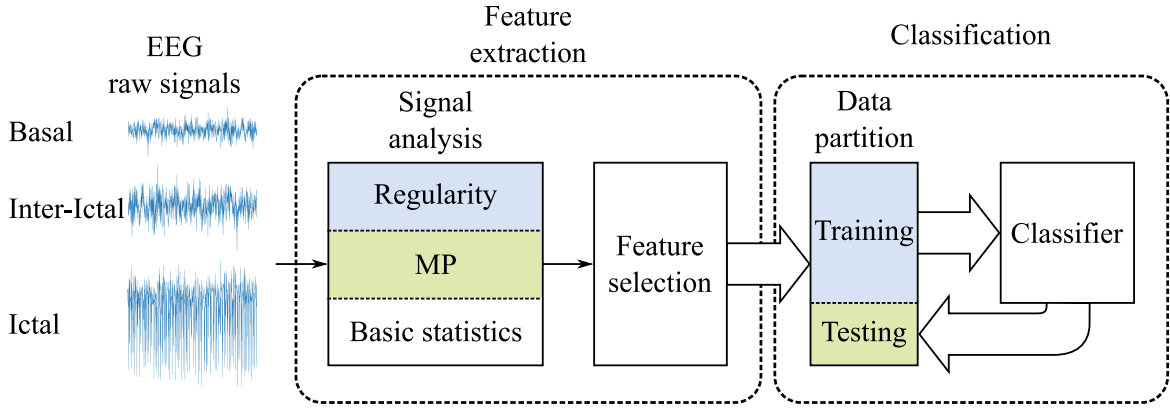 EEG
raw signals
Basal
Inter-Ictal
Ictal
Feature
extraction
Signal
analysis
Regularity
MP
Basic statistics
Feature
selection
Classification
Data
partition
Training
Testing
Classifier